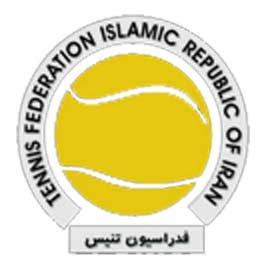 TENNIS FEDERATION ISLAMIC REPUBLIC OF IRAN
فدراسیون تنیس